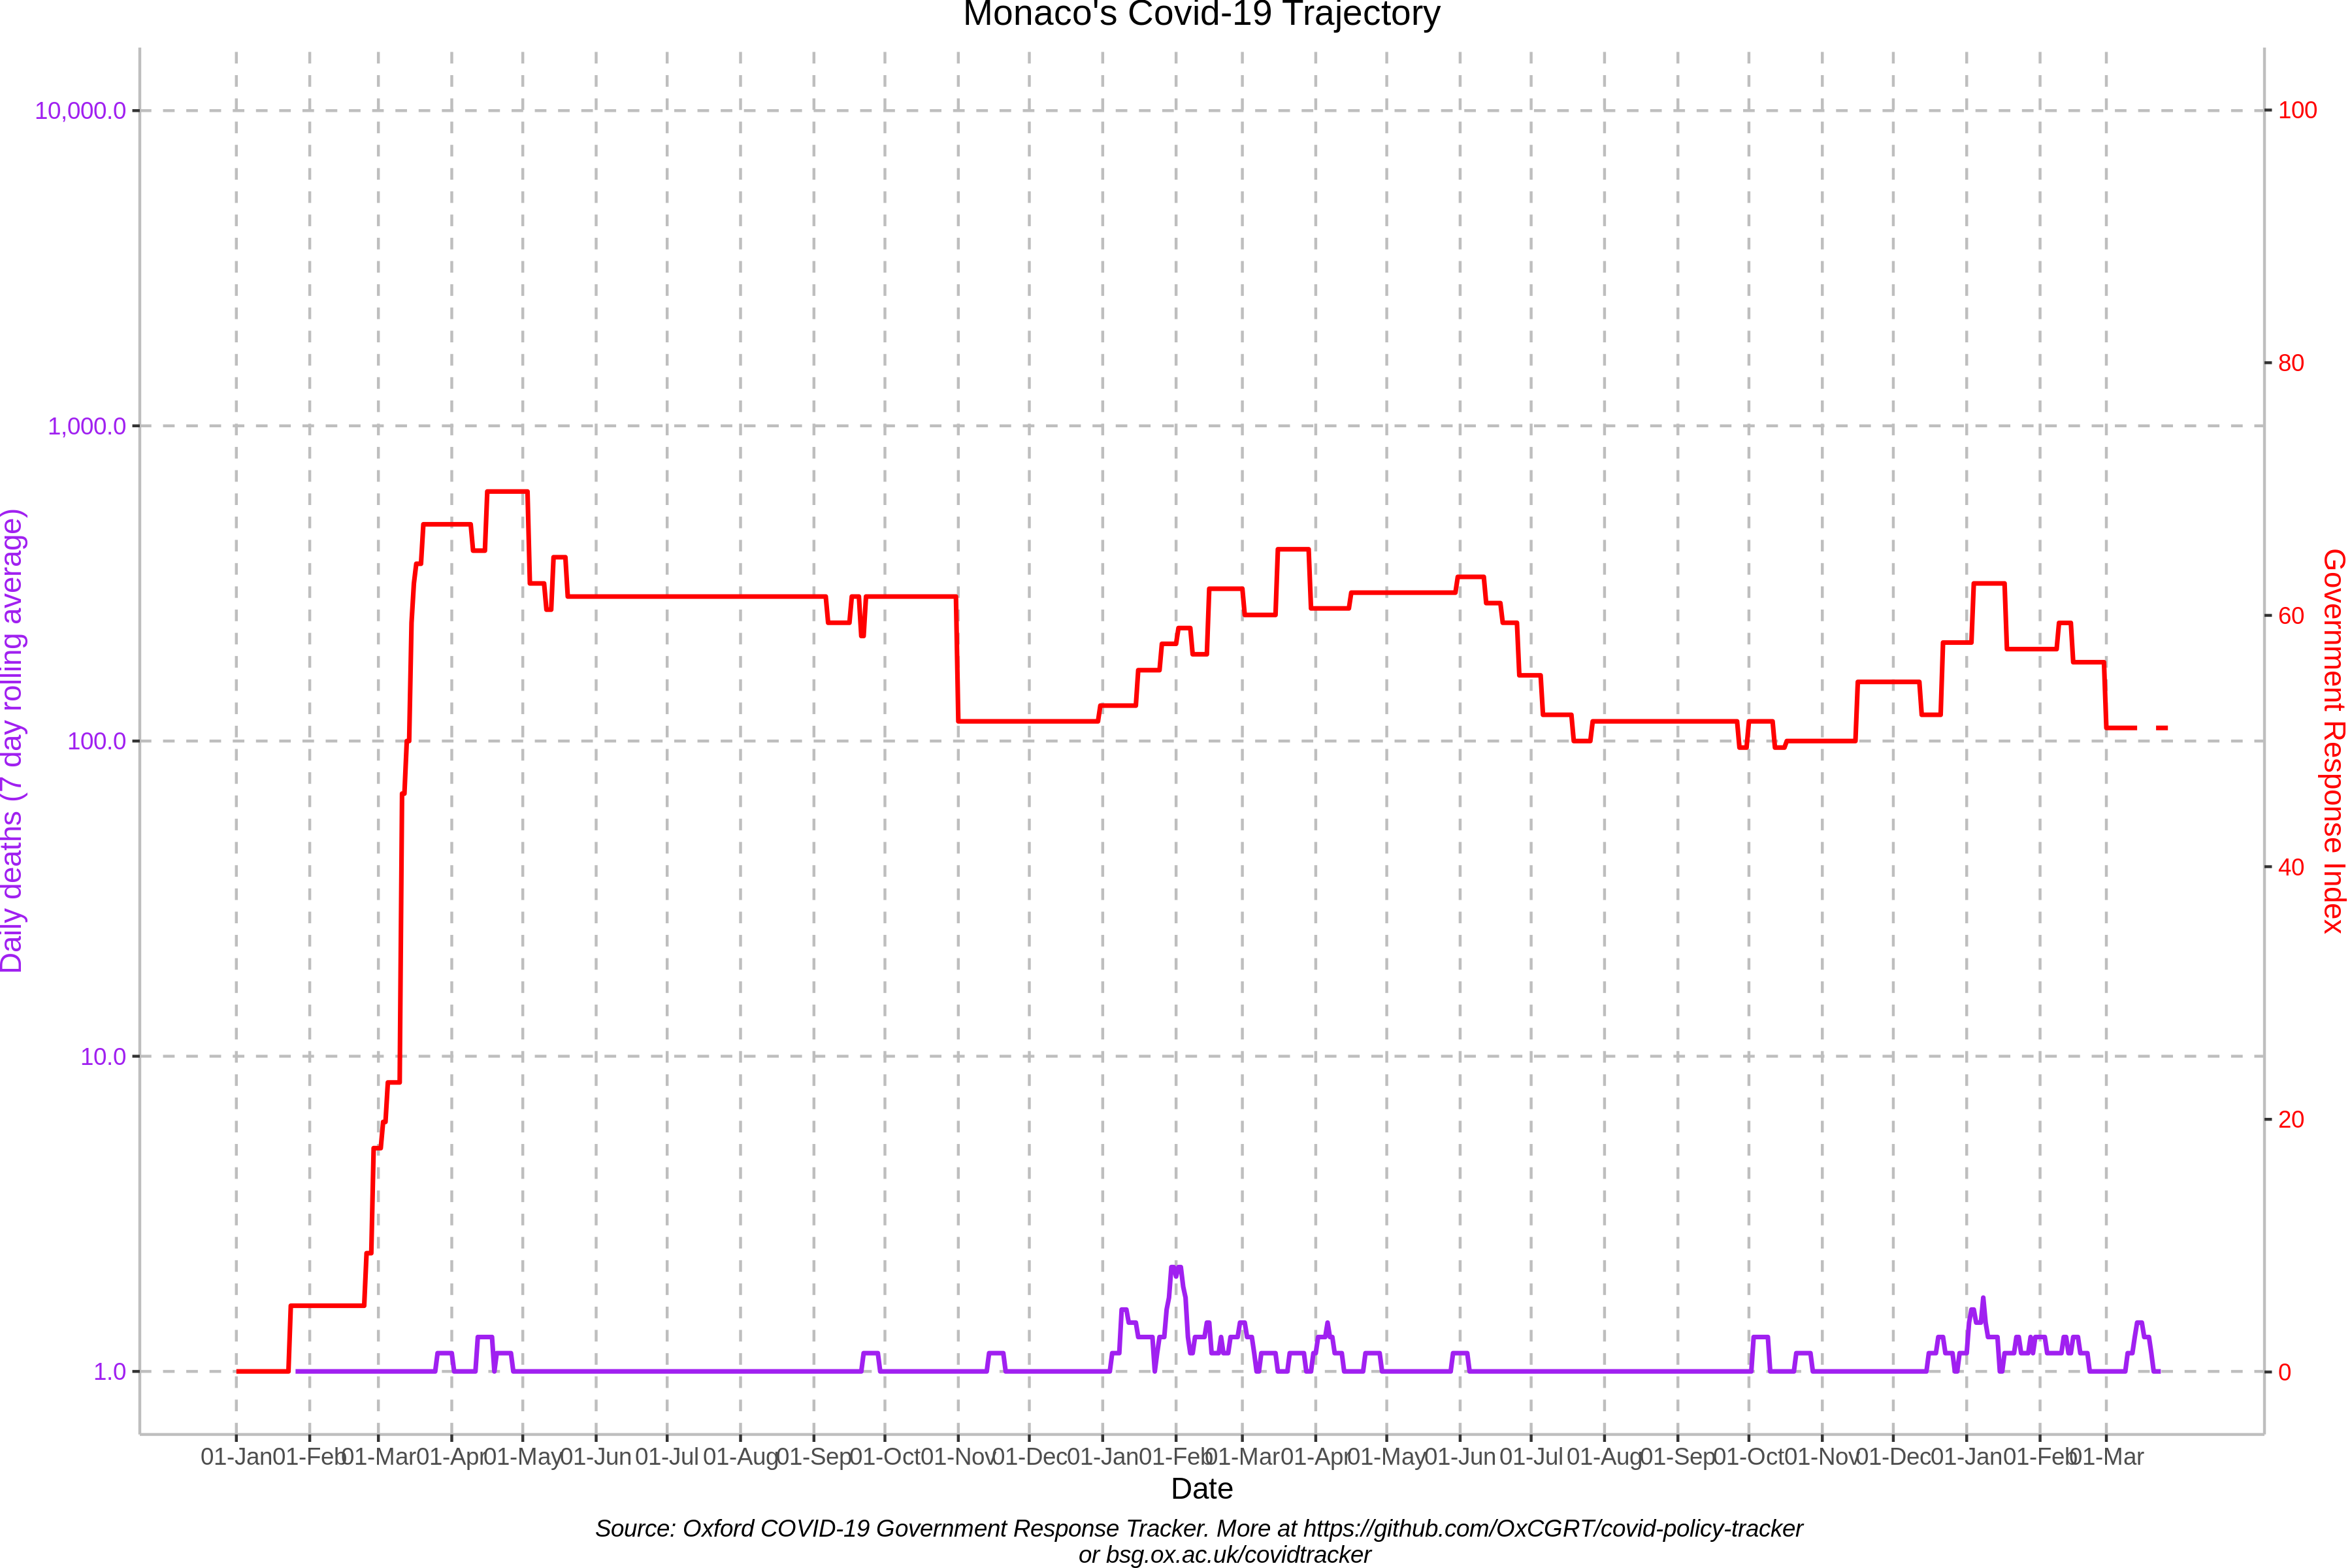 Monaco's Covid-19 Trajectory
10,000.0
1,000.0
100.0
10.0
1.0
Daily deaths (7 day rolling average)
100
80
60
40
20
0
Government Response Index
01-Jan 01-Feb 01-Mar 01-Apr 01-May 01-Jun 01-Jul 01-Aug 01-Sep 01-Oct 01-Nov 01-Dec 01-Jan 01-Feb 01-Mar 01-Apr 01-May 01-Jun 01-Jul 01-Aug 01-Sep 01-Oct 01-Nov 01-Dec 01-Jan 01-Feb 01-Mar
Date
Source: Oxford COVID-19 Government Response Tracker. More at https://github.com/OxCGRT/covid-policy-tracker
or bsg.ox.ac.uk/covidtracker